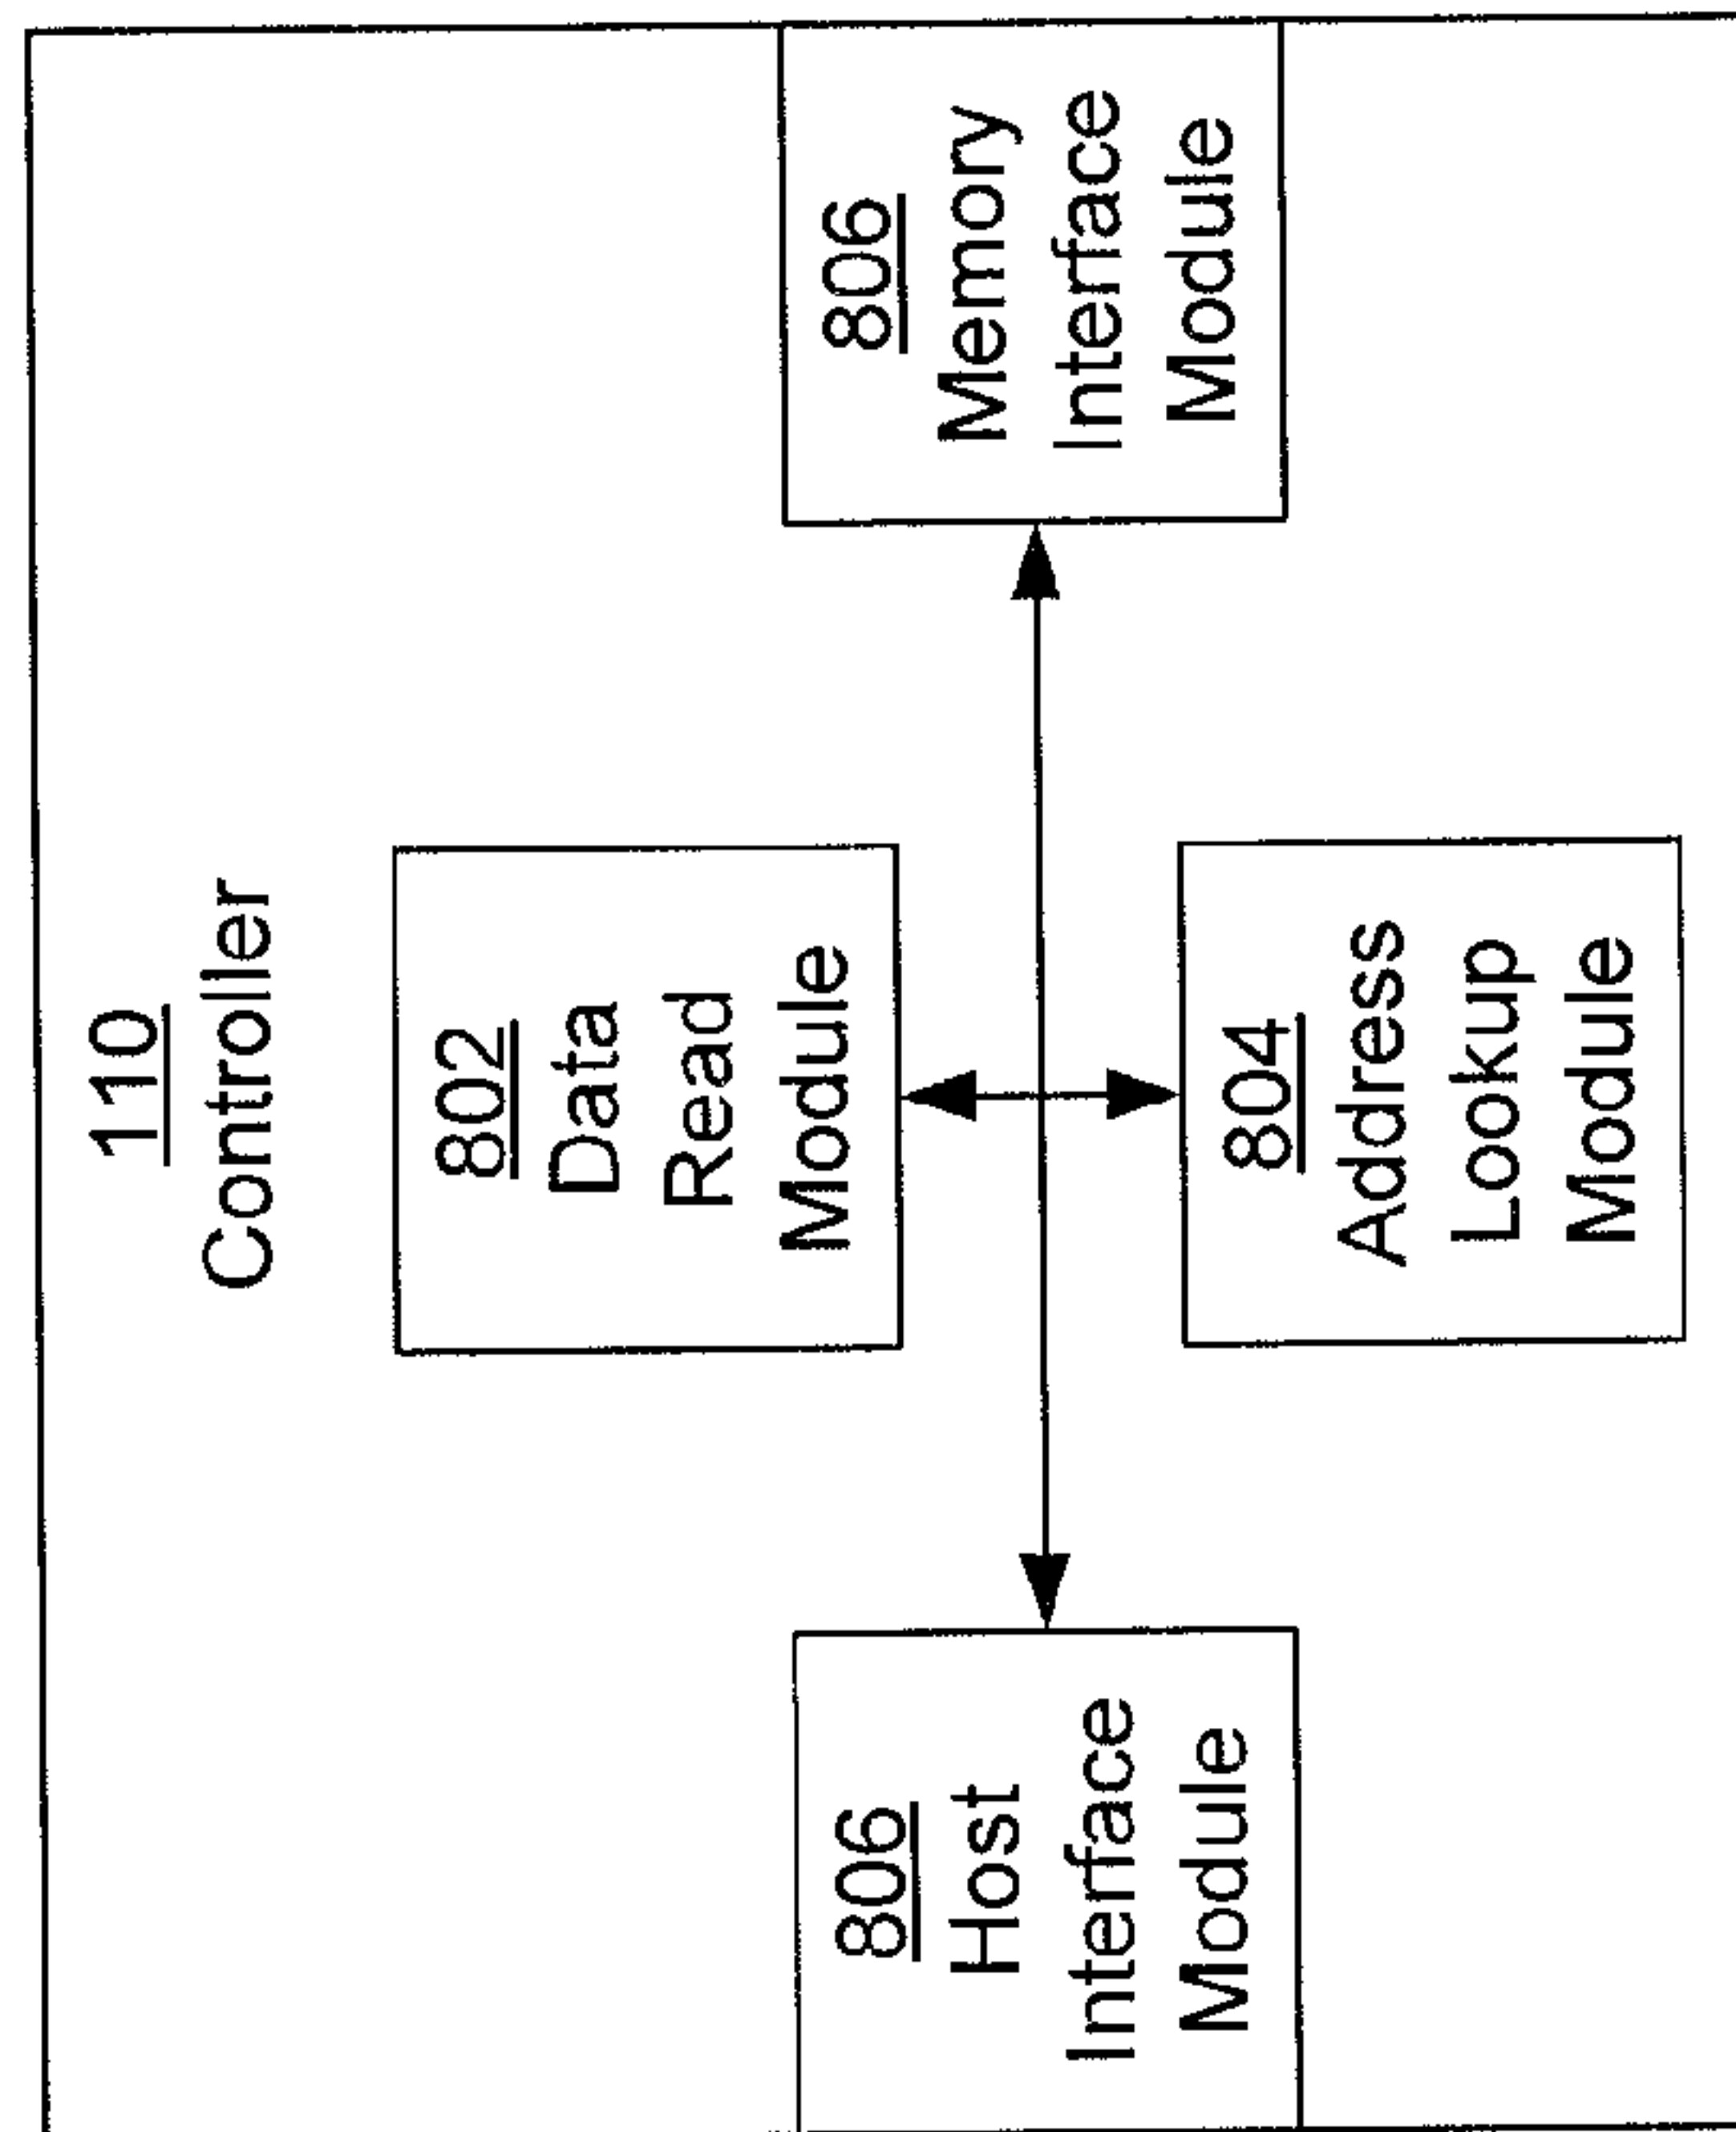 110
Controller
802
Data
Read
Module
806
Host
Interface
Module
806
Memory
Interface
Module
804
Address
Lookup
Module